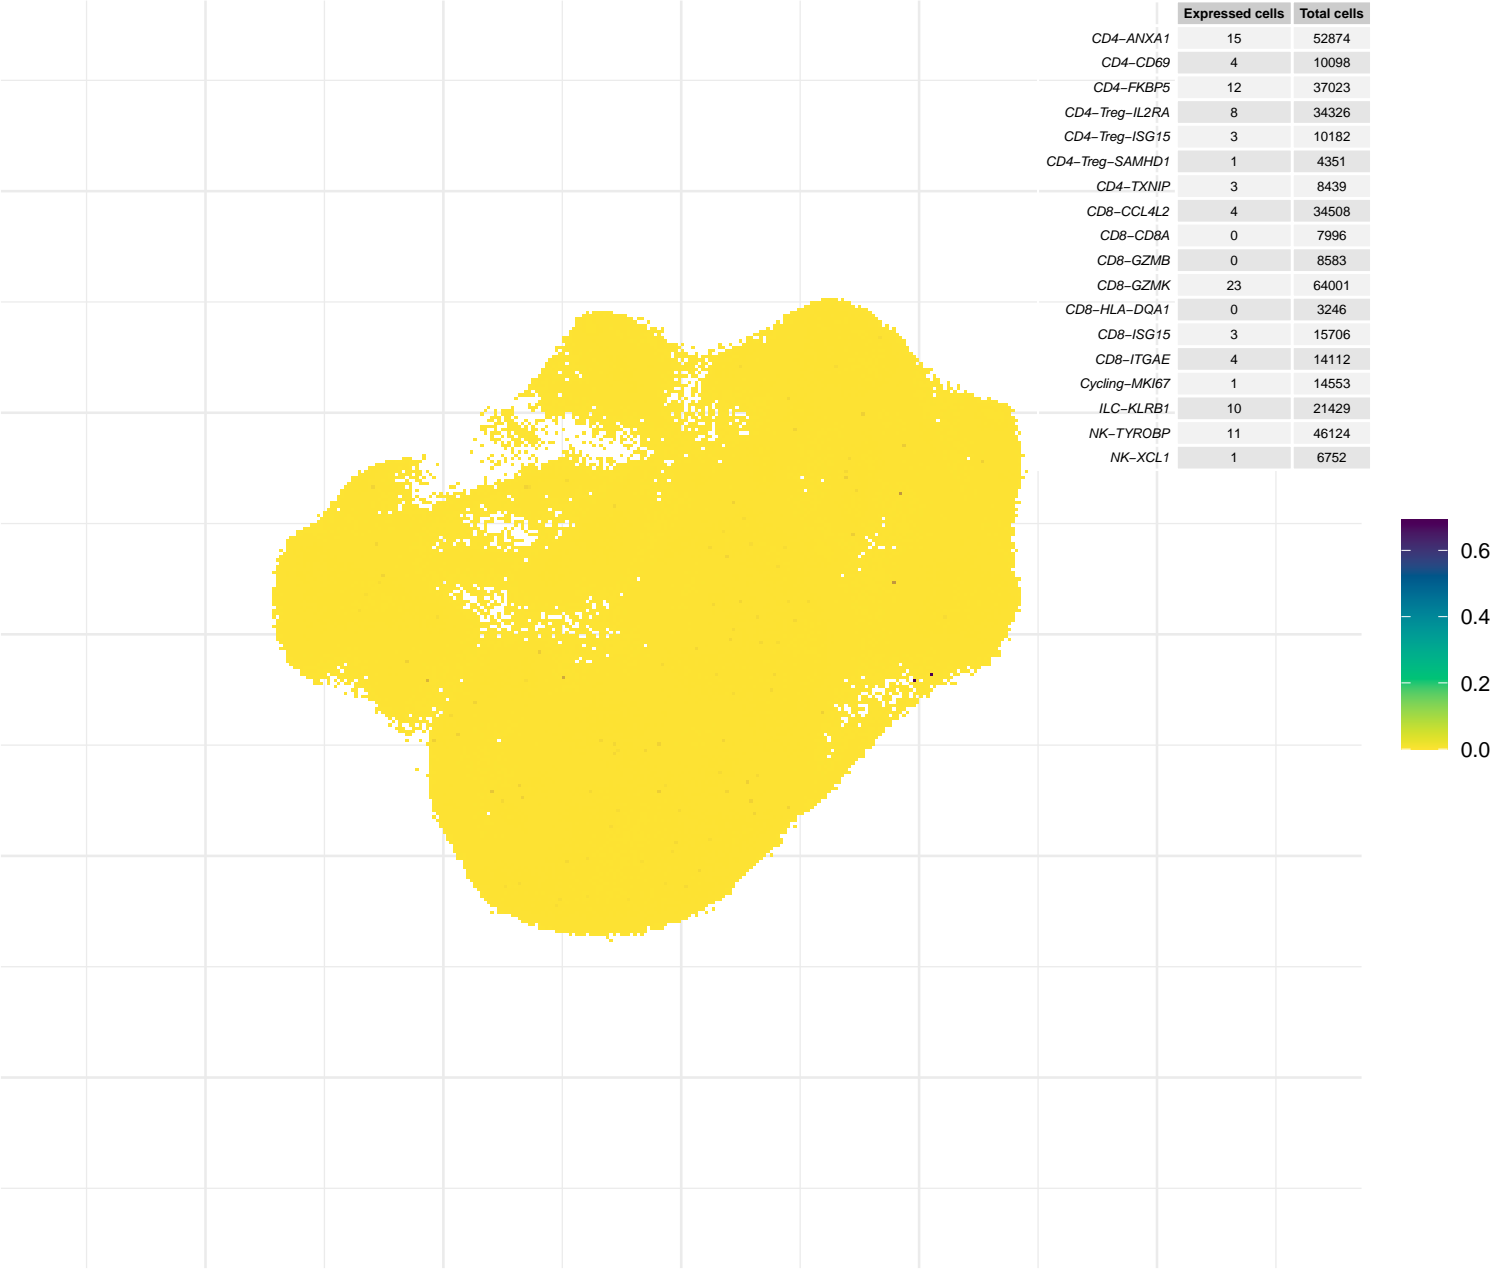 Expressed cells Total cells
CD4−ANXA1 15 52874
CD4−CD69 4 10098
CD4−FKBP5 12 37023
CD4−Treg−IL2RA 8 34326
CD4−Treg−ISG15 3 10182
CD4−Treg−SAMHD1 1 4351
CD4−TXNIP 3 8439
CD8−CCL4L2 4 34508
CD8−CD8A 0 7996
CD8−GZMB 0 8583
CD8−GZMK 23 64001
CD8−HLA−DQA1 0 3246
CD8−ISG15 3 15706
CD8−ITGAE 4 14112
Cycling−MKI67 1 14553
ILC−KLRB1 10 21429
NK−TYROBP 11 46124
NK−XCL1 1 6752
0.6
0.4
0.2
0.0